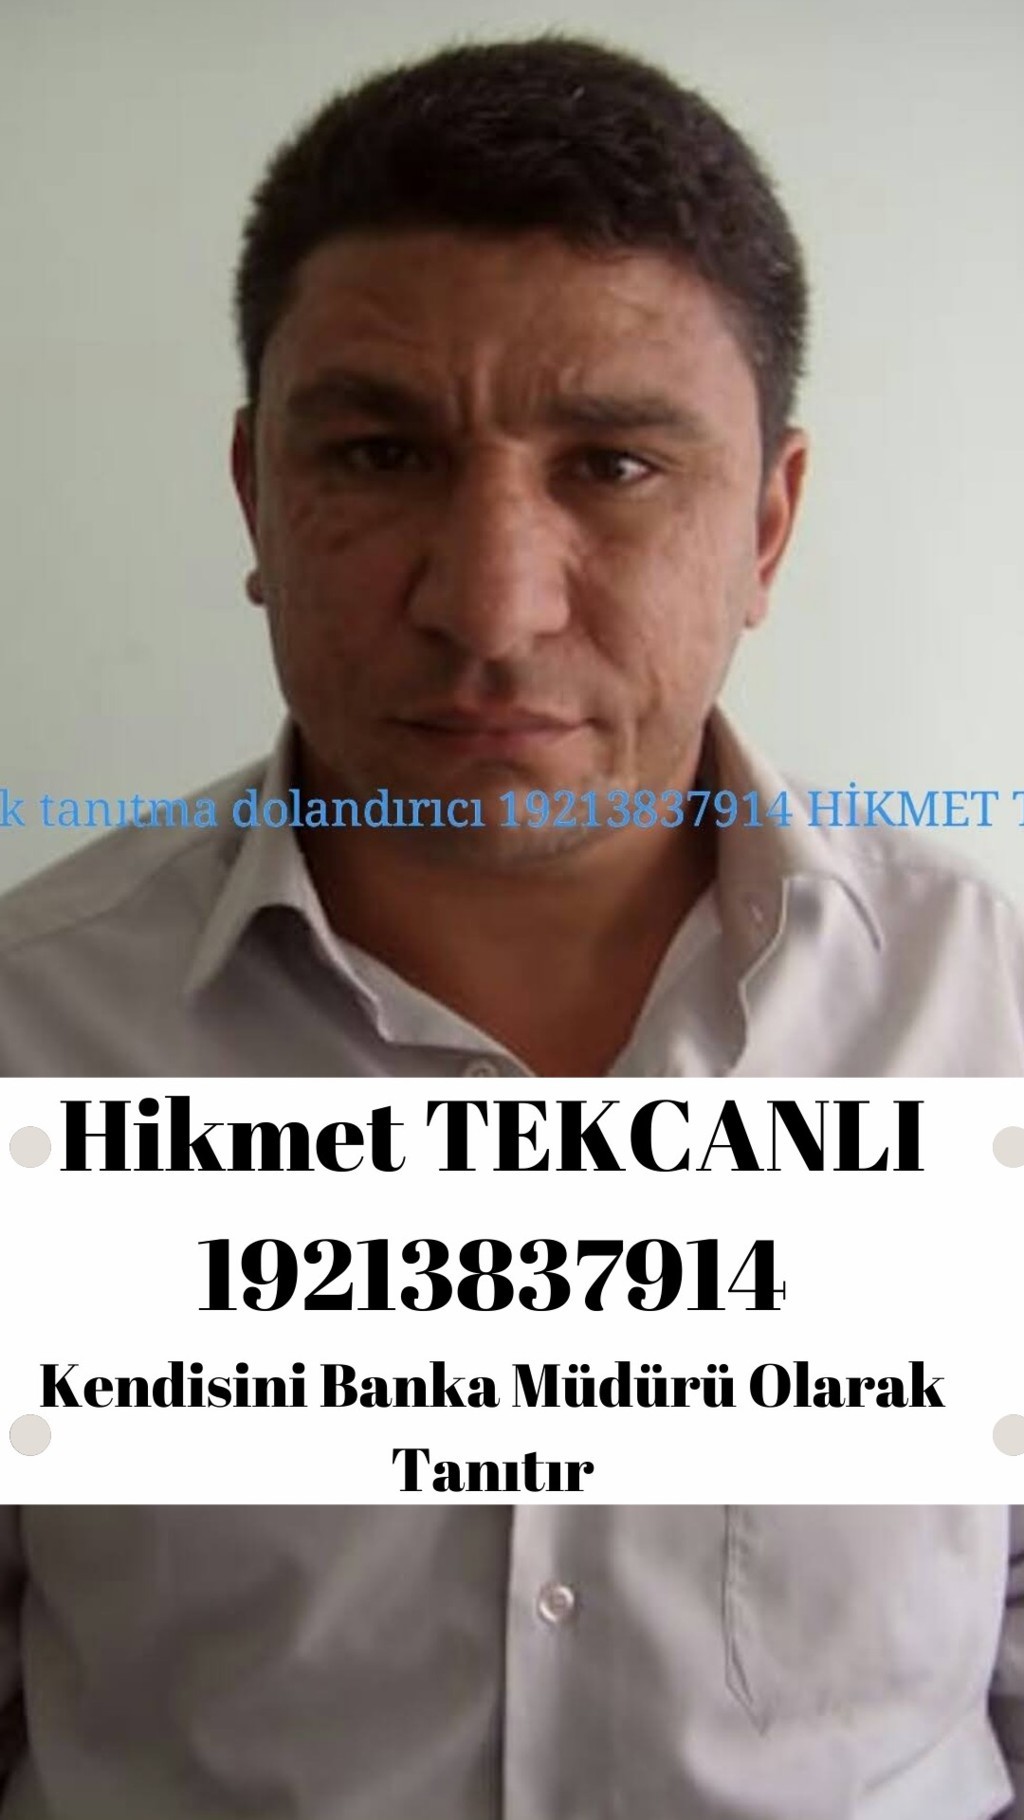 k tanıtma dolandırıcı 19213837914 HİKMET T
Hikmet TEKCANLI
19213837914
Kendisini Banka Müdürü Olarak
Tanıtır